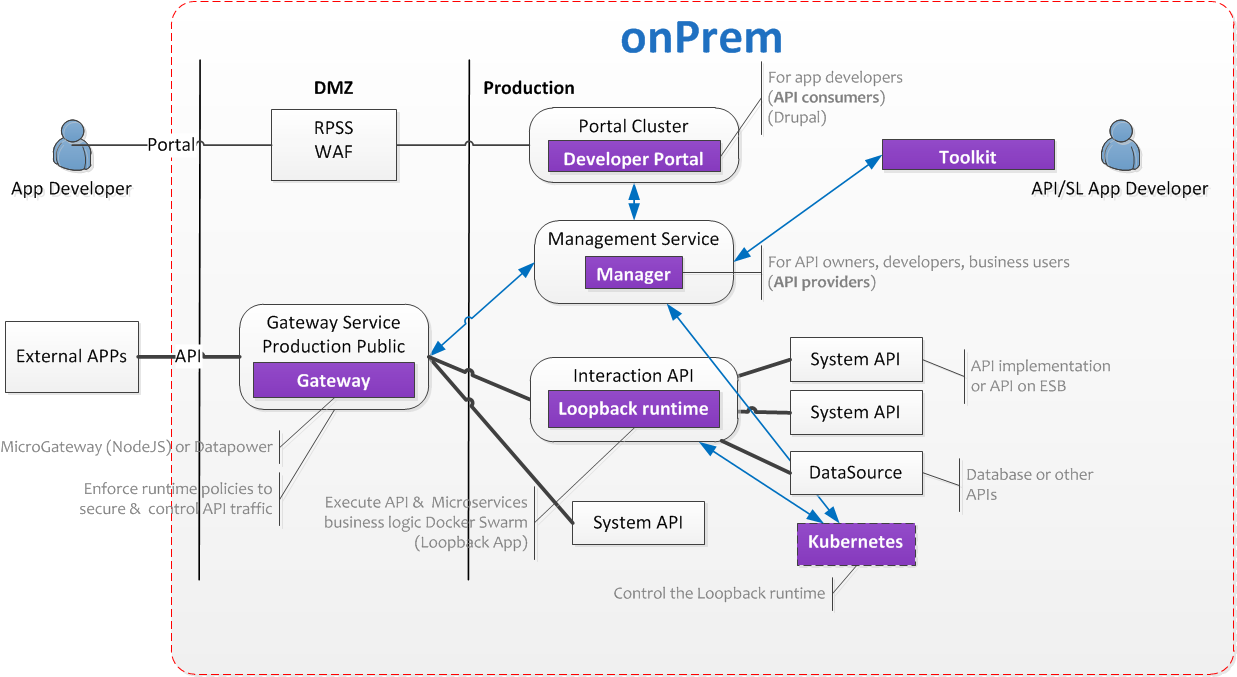 onPrem
DMZ
Production
For app developers
(API consumers)
(Drupal)
RPSS
WAF
Portal Cluster
Developer Portal
Portal
App Developer
Toolkit
API/SL App Developer
Management Service
Manager
For API owners, developers, business users
(API providers)
Gateway Service
Production Public
Gateway
External APPs
API
Interaction API
Loopback runtime
System API
API implementation
or API on ESB
System API
MicroGateway (NodeJS) or Datapower
DataSource
Database or other
APIs
Enforce runtime policies to
secure & control API traffic
Execute API & Microservices
business logic Docker Swarm
(Loopback App)
System API
Kubernetes
Control the Loopback runtime